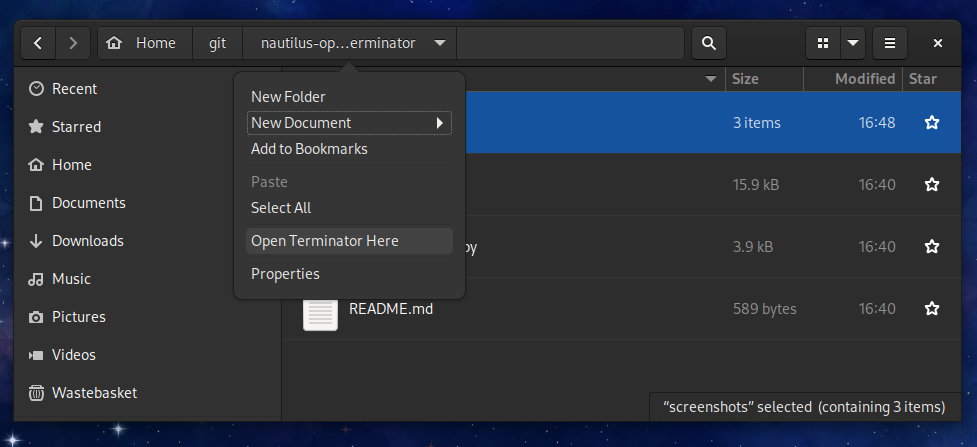 Home git nautilus-op...erminator
Size Modified Star
Recent
Starred
Home
Documents
Downloads
Music
Pictures
Videos
Wastebasket
New Folder
New Document
Add to Bookmarks
Paste
Select All
Open Terminator Here
Properties
3 items 16:48
15.9 kB 16:40
py 3.9 kB 16:40
README.md 589 bytes 16:40
“screenshots” selected (containing 3 items)